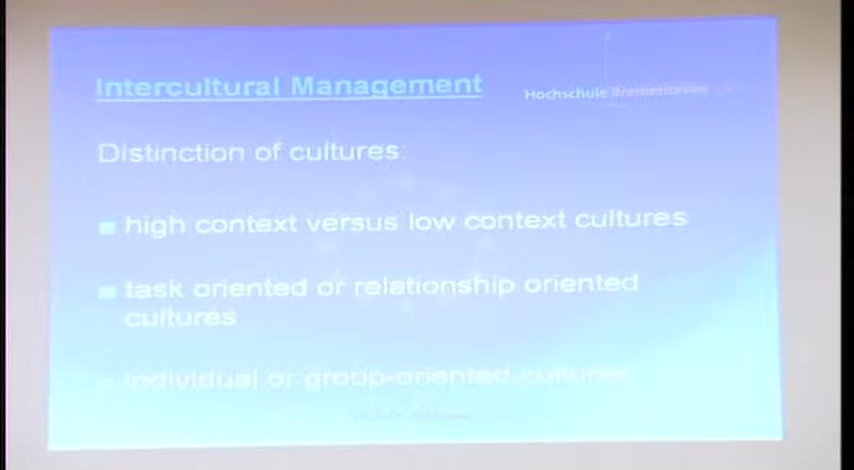 Intercultural Management
Hochschule Bremerhaven
Distinction of cultures:
high context versus low context cultures
task oriented or relationship oriented
cultures
individual or group-oriented cultures